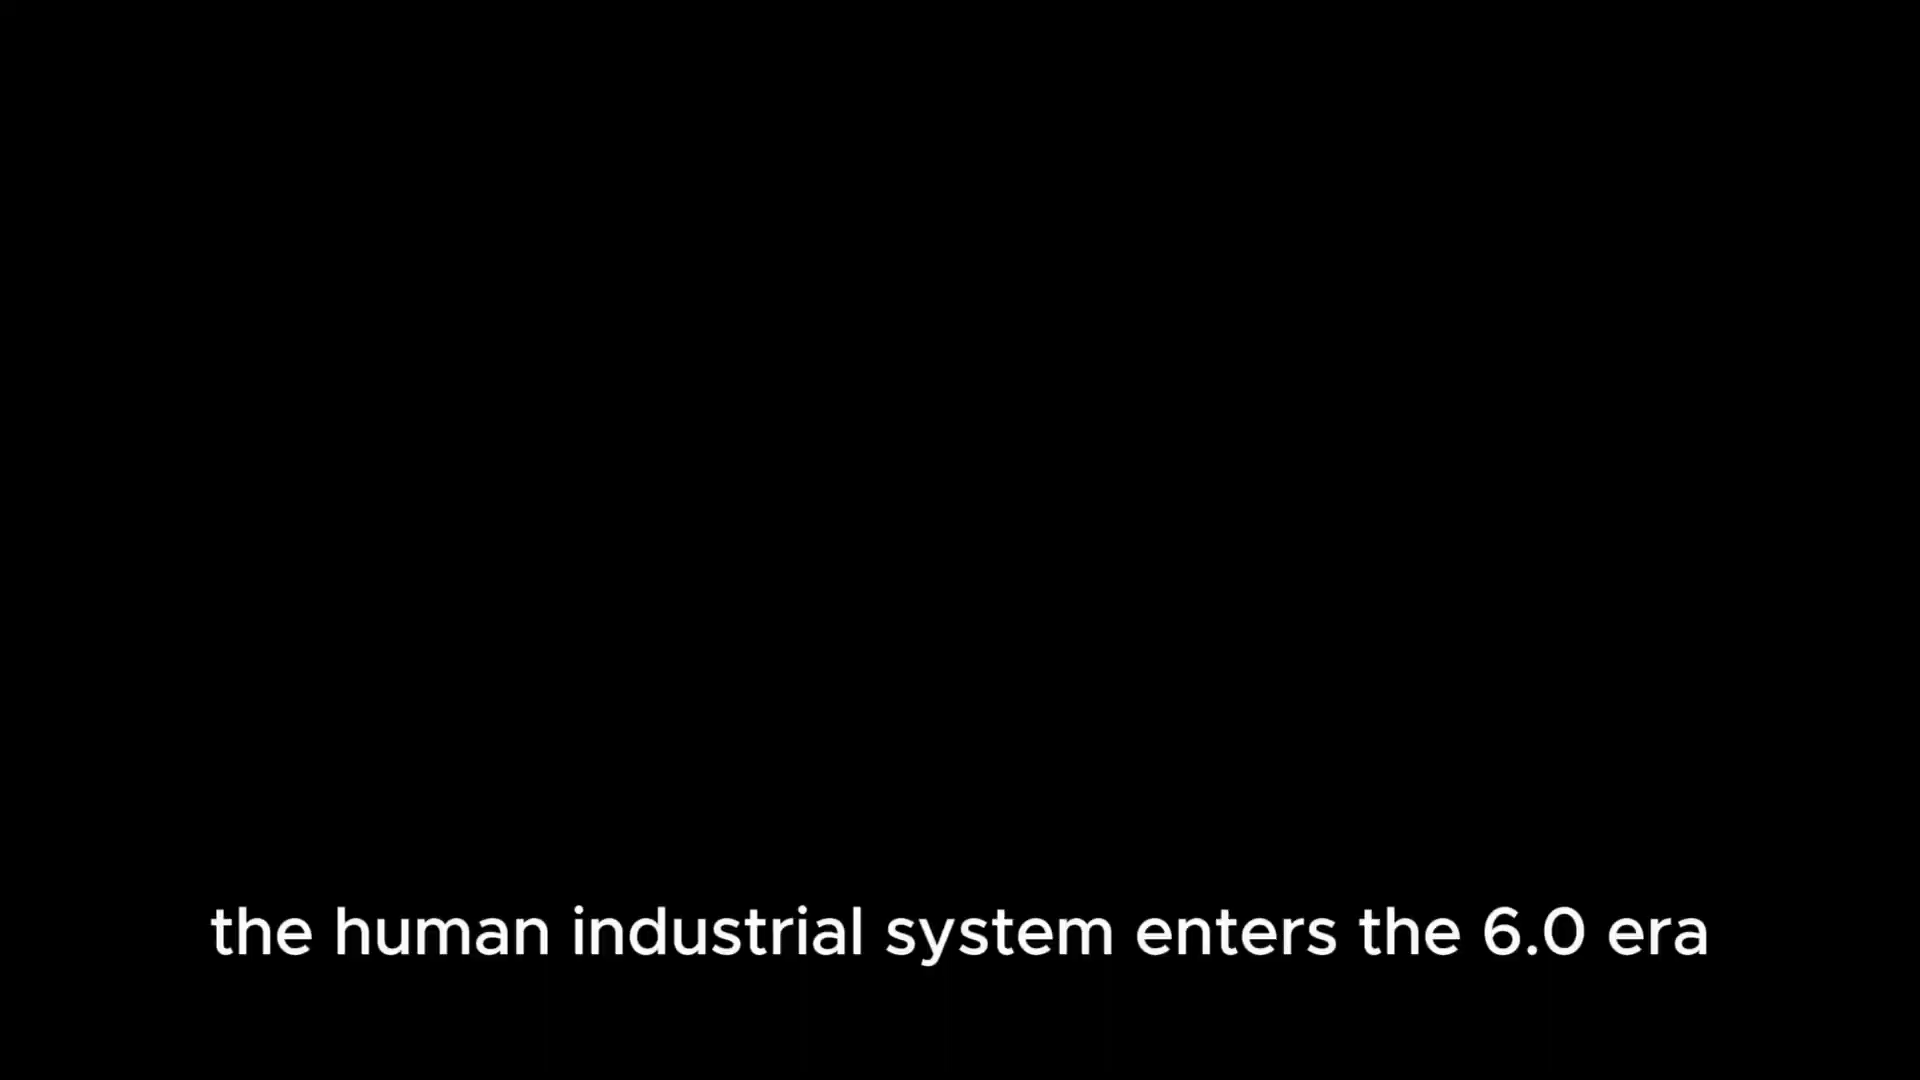 the human industrial system enters the 6.0 era